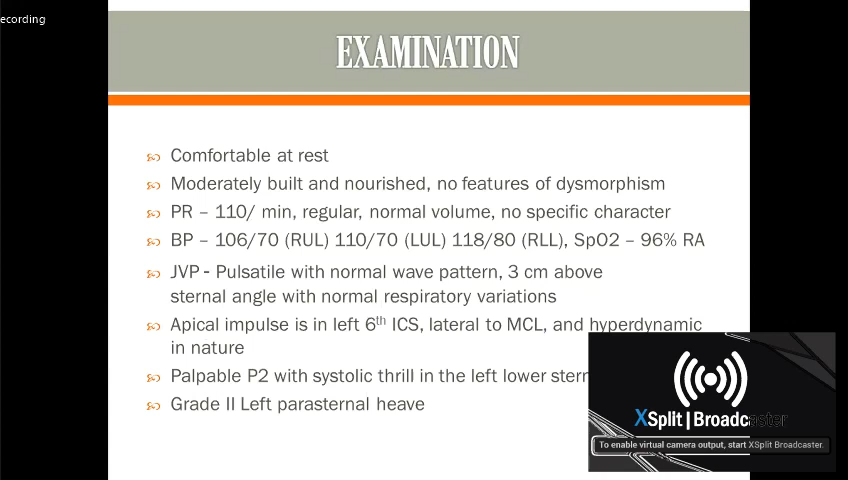 ecording
EXAMINATION
Comfortable at rest
Moderately built and nourished, no features of dysmorphism
PR – 110/ min, regular, normal volume, no specific character
BP – 106/70 (RUL) 110/70 (LUL) 118/80 (RLL), SpO2 – 96% RA
JVP - Pulsatile with normal wave pattern, 3 cm above
sternal angle with normal respiratory variations
Apical impulse is in left 6th ICS, lateral to MCL, and hyperdynamic
in nature
Palpable P2 with systolic thrill in the left lower stern
Grade II Left parasternal heave
XSplit | Broadcaster
To enable virtual camera output, start XSplit Broadcaster.